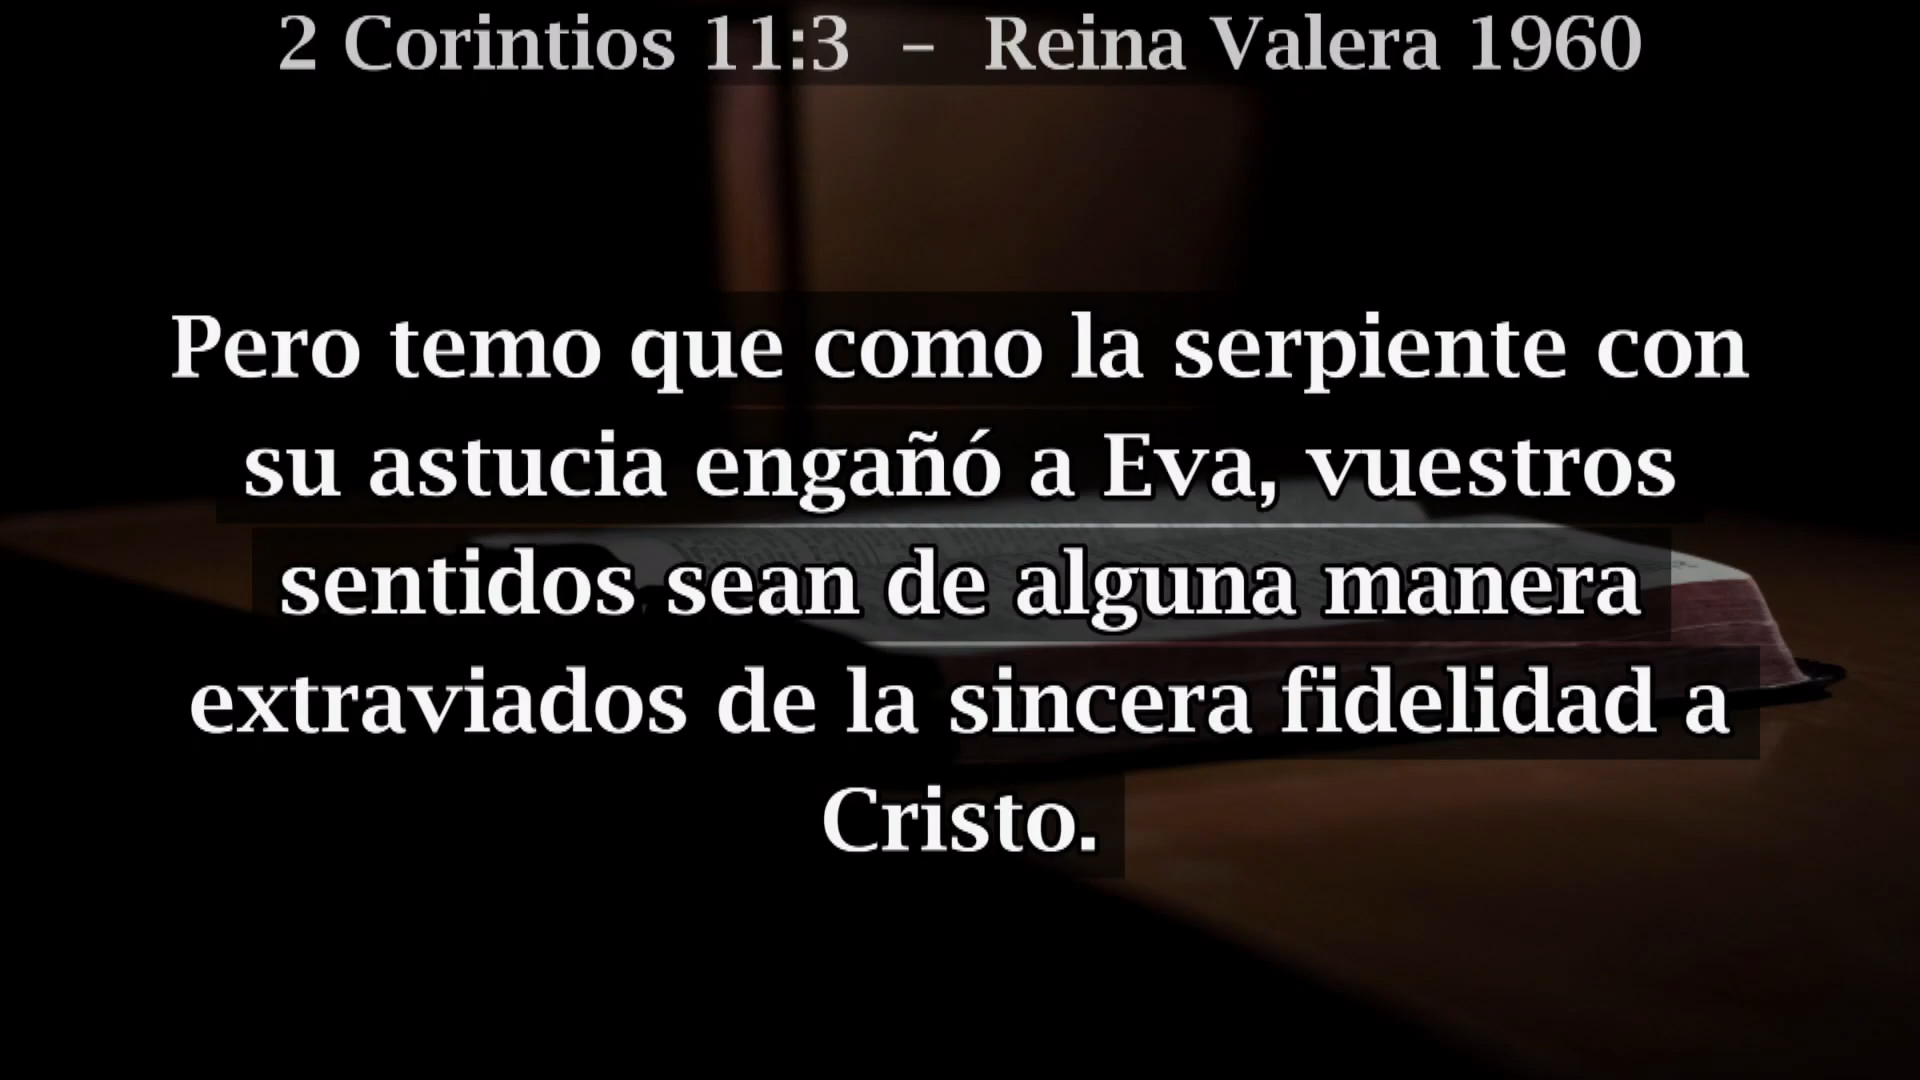 2 Corintios 11:3 – Reina Valera 1960
Pero temo que como la serpiente con
su astucia engañó a Eva, vuestros
sentidos sean de alguna manera
extraviados de la sincera fidelidad a
Cristo.